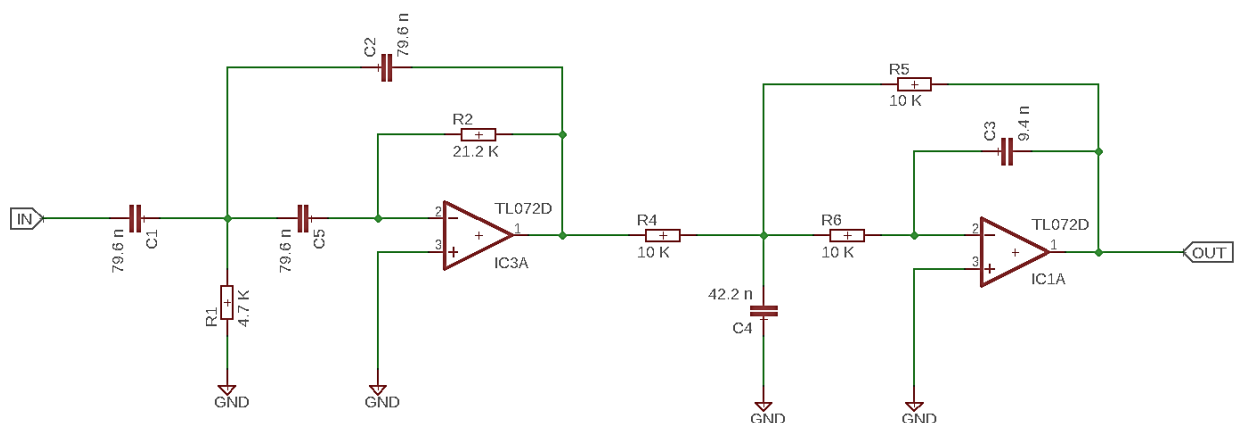 C2
79.6 n
R2
21.2 K
IN
79.6 n
C1
79.6 n
C5
2
3
1
TL072D
IC3A
R1
4.7 K
GND
GND
R4
10 K
R5
10 K
C3
9.4 n
R6
10 K
2
3
1
TL072D
IC1A
OUT
42.2 n
C4
GND
GND